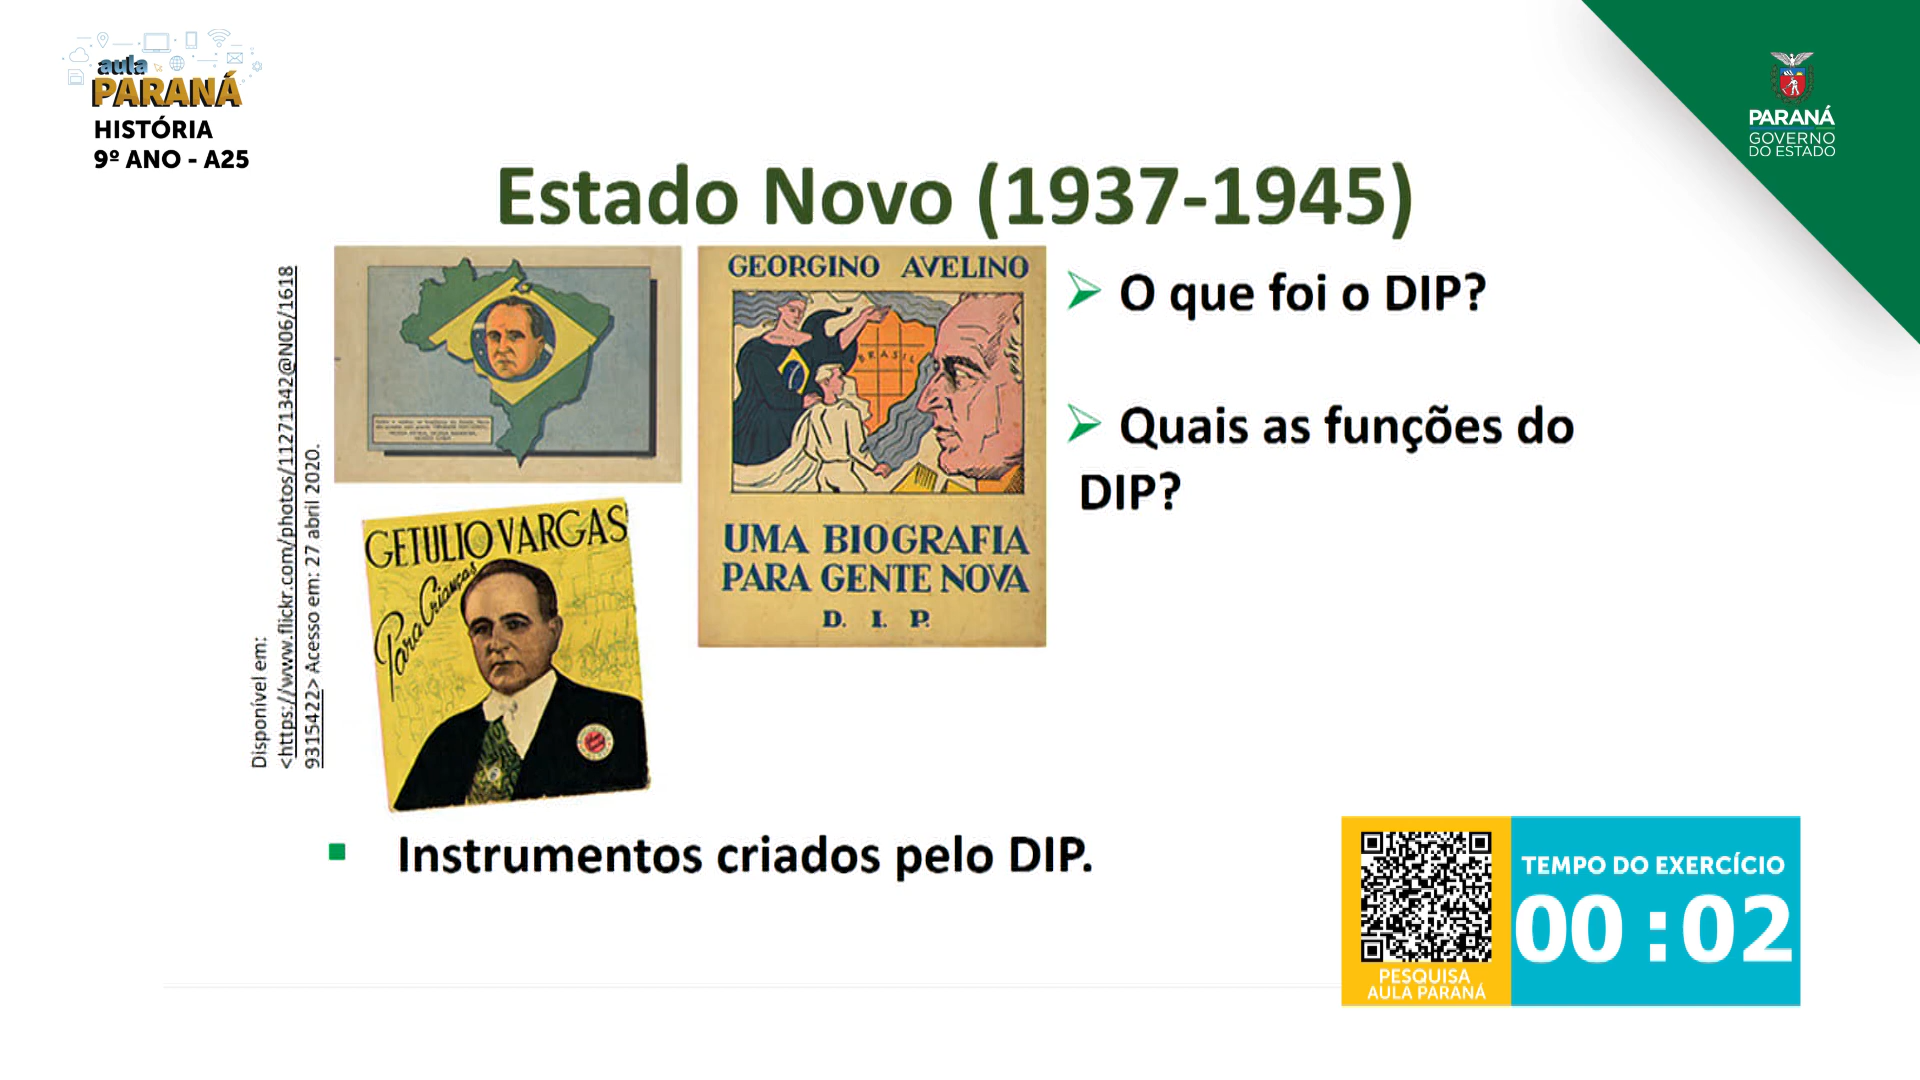 aula
PARANÁ
HISTÓRIA
9º ANO - A25
PARANÁ
GOVERNO
DO ESTADO
Estado Novo (1937-1945)
Disponível em:
<https://www.flickr.com/photos/11271342@N06/1618
9315422> Acesso em: 27 abril 2020.
GEORGINO AVELINO
BRASIL
UMA BIOGRAFIA
PARA GENTE NOVA
D. I. P.
GETULIO VARGAS
Para Crianças
O que foi o DIP?
Quais as funções do
DIP?
Instrumentos criados pelo DIP.
PESQUISA
AULA PARANÁ
TEMPO DO EXERCÍCIO
00:02